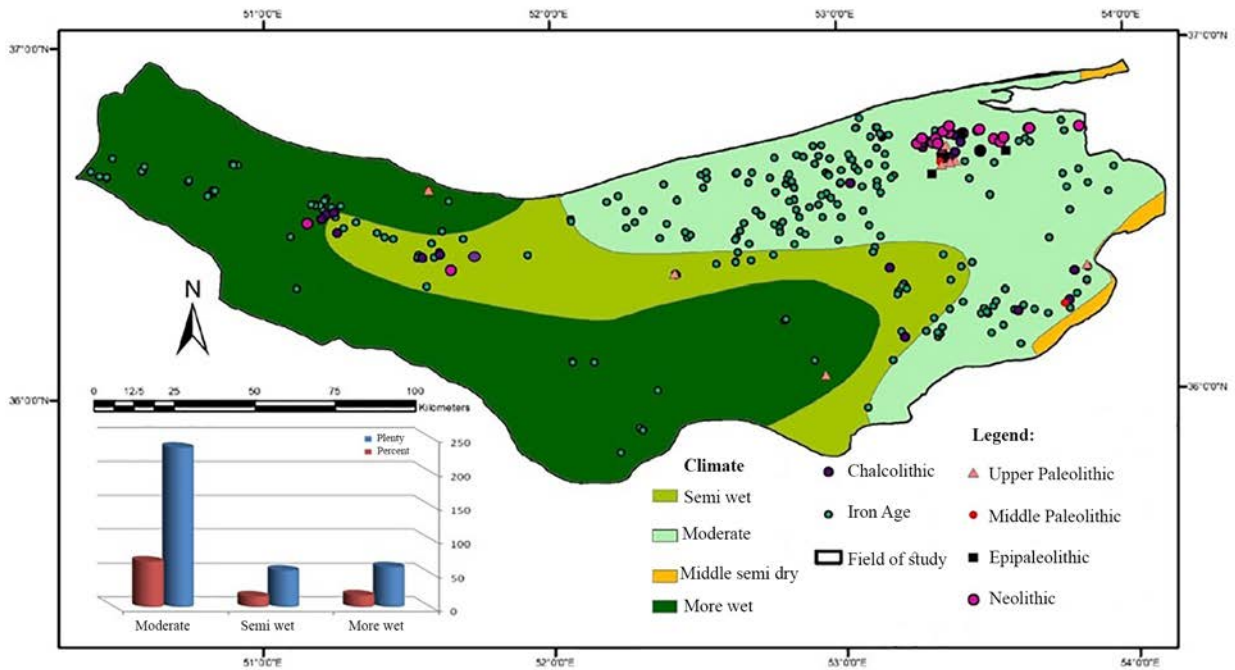 51°0'0"E 52°0'0"E 53°0'0"E 54°0'0"E
37°0'0"N 37°0'0"N
N
0 12/5 25 50 75 100
Kilometers
36°0'0"N 36°0'0"N
Plenty
Percent
250
200
150
100
50
0
Moderate Semi wet More wet
Climate
Semi wet
Moderate
Middle semi dry
More wet
Legend:
Chalcolithic
Iron Age
Field of study
Upper Paleolithic
Middle Paleolithic
Epipaleolithic
Neolithic
51°0'0"E 52°0'0"E 53°0'0"E 54°0'0"E